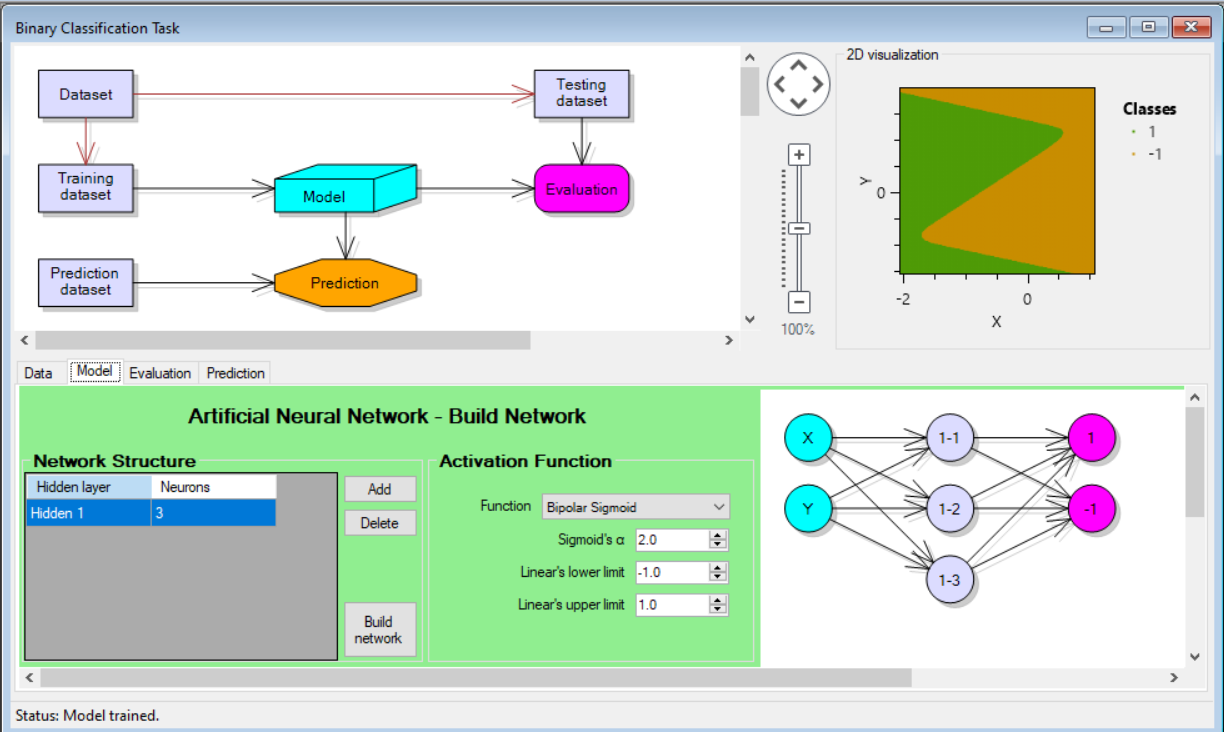 Binary Classification Task
Dataset
Testing
dataset
Training
dataset
Model
Evaluation
Prediction
dataset
Prediction
100%
2D visualization
Y
0
-2
0
X
Classes
1
-1
Data
Model
Evaluation
Prediction
Artificial Neural Network - Build Network
Network Structure
Hidden layer
Neurons
Hidden 1
3
Add
Delete
Build
network
Activation Function
Function
Bipolar Sigmoid
Sigmoid's α
2.0
Linear's lower limit
-1.0
Linear's upper limit
1.0
X
1-1
1
Y
1-2
-1
1-3
Status: Model trained.